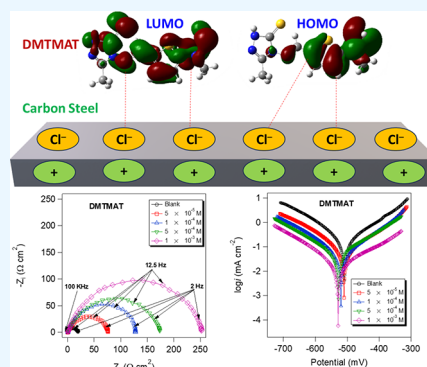 LUMO
HOMO
DMTMAT
Carbon Steel
Cl⁻ Cl⁻ Cl⁻ Cl⁻ Cl⁻ Cl⁻
+ + + + + +
DMTMAT
Blank
5 × 10⁻⁵ M
1 × 10⁻⁴ M
5 × 10⁻⁴ M
1 × 10⁻³ M
12.5 Hz
100 KHz
2 Hz
-Zᵢ (Ω cm²)
250
200
150
100
50
0
0 50 100 150 200 250
DMTMAT
Blank
5 × 10⁻⁵ M
1 × 10⁻⁴ M
5 × 10⁻⁴ M
1 × 10⁻³ M
logi (mA cm⁻²)
1
0
-1
-2
-3
-4
-5
-700 -600 -500 -400 -300
Potential (mV)